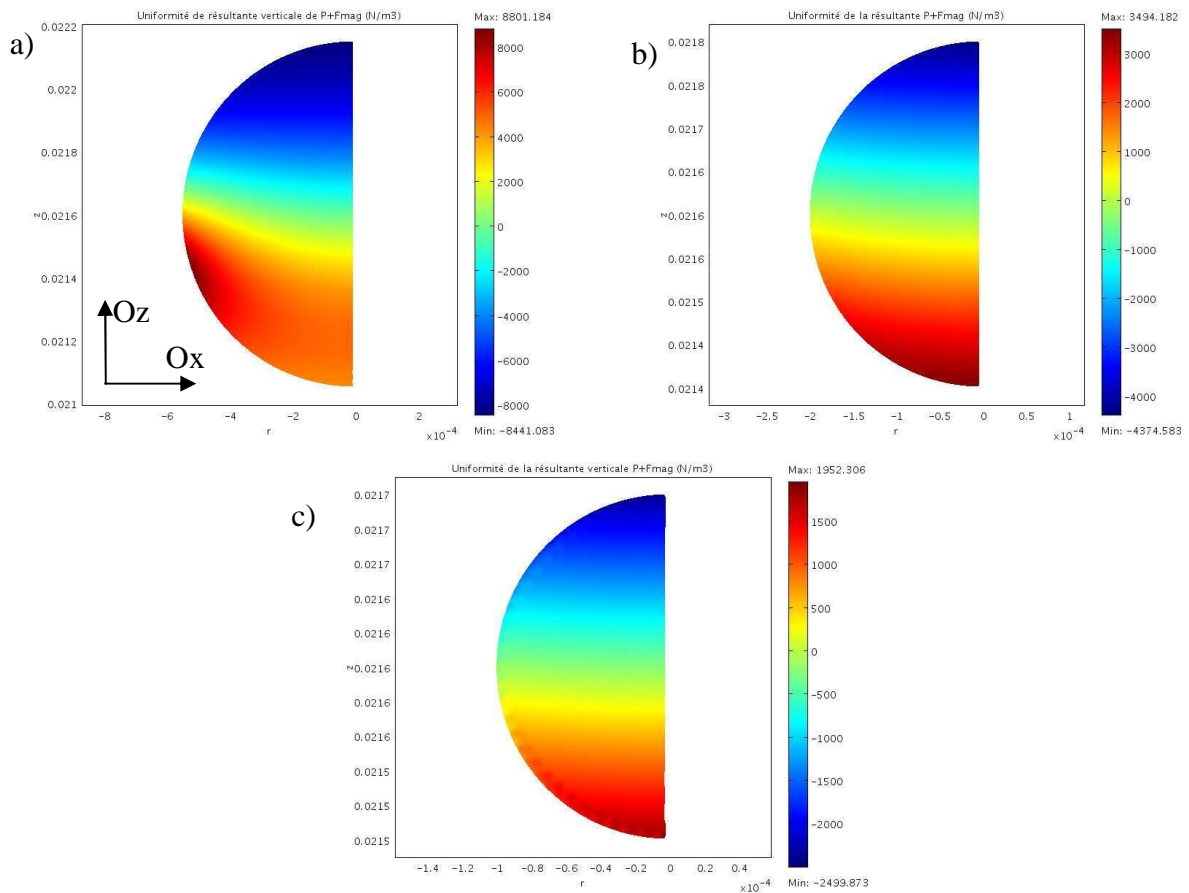 a)
Uniformité de résultante verticale de P+Fmag (N/m3)
Max: 8801.184
0.0222
0.022
0.0218
z
0.0216
0.0214
0.0212
0.021
Oz
Ox
-8 -6 -4 -2 0 2
×10⁻⁴
r
8000
6000
4000
2000
0
-2000
-4000
-6000
-8000
Min: -8441.083
b)
Uniformité de la résultante P+Fmag (N/m3)
Max: 3494.182
0.0218
0.0218
0.0217
0.0216
z
0.0216
0.0216
0.0215
0.0214
0.0214
-3 -2.5 -2 -1.5 -1 -0.5 0 0.5 1
×10⁻⁴
r
3000
2000
1000
0
-1000
-2000
-3000
-4000
Min: -4374.583
c)
Uniformité de la résultante verticale P+Fmag (N/m3)
Max: 1952.306
0.0217
0.0217
0.0217
0.0216
0.0216
z
0.0216
0.0216
0.0216
0.0215
0.0215
0.0215
-1.4 -1.2 -1 -0.8 -0.6 -0.4 -0.2 0 0.2 0.4
×10⁻⁴
r
1500
1000
500
0
-500
-1000
-1500
-2000
Min: -2499.873